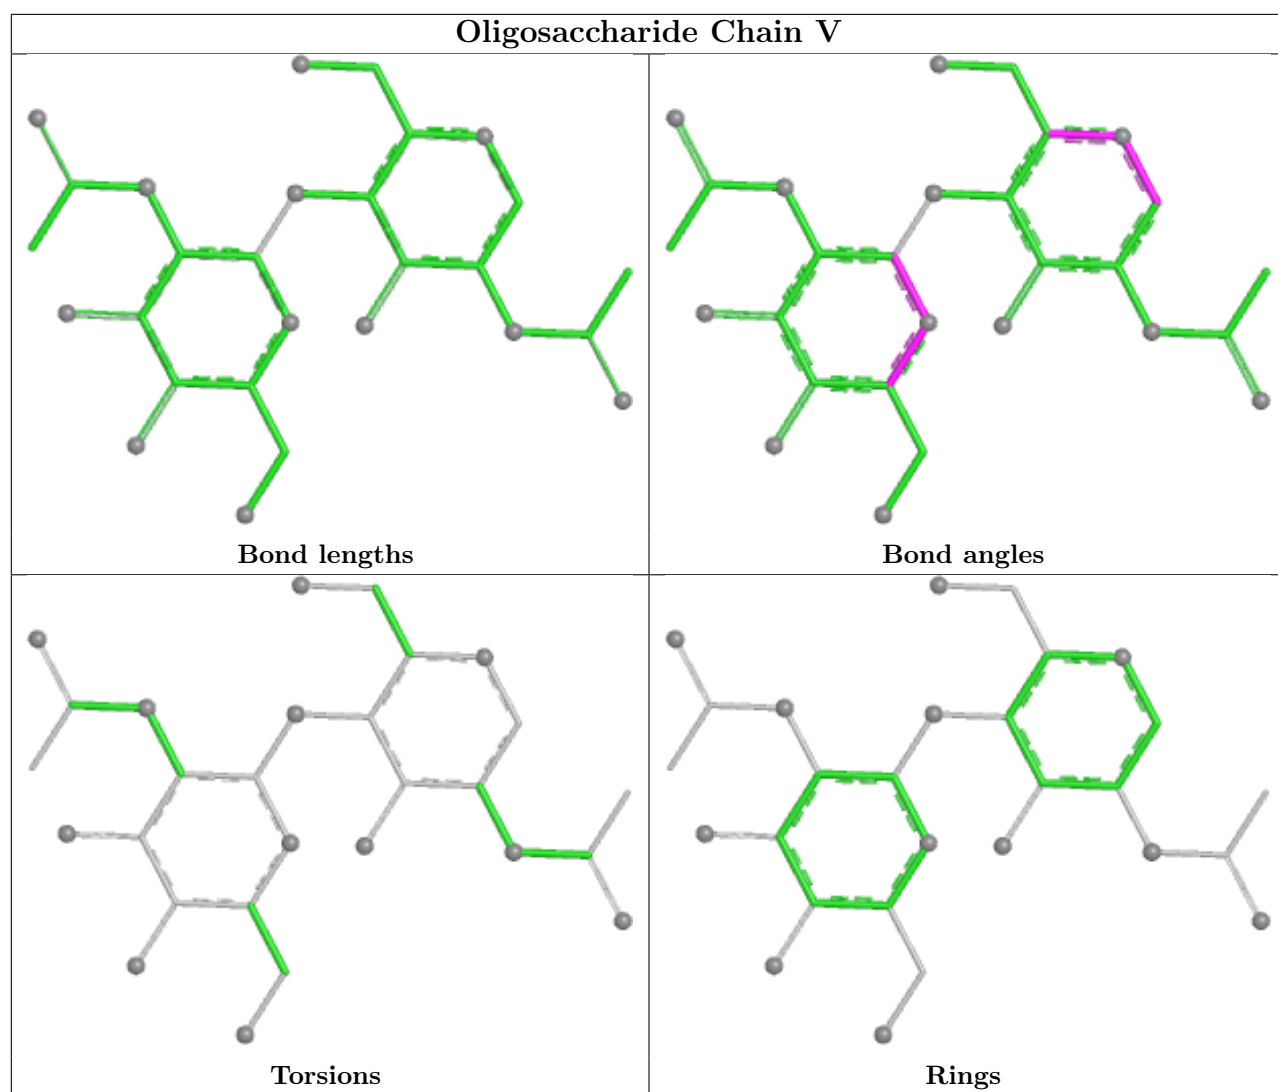 Oligosaccharide Chain V
Bond lengths
Bond angles
Torsions
Rings